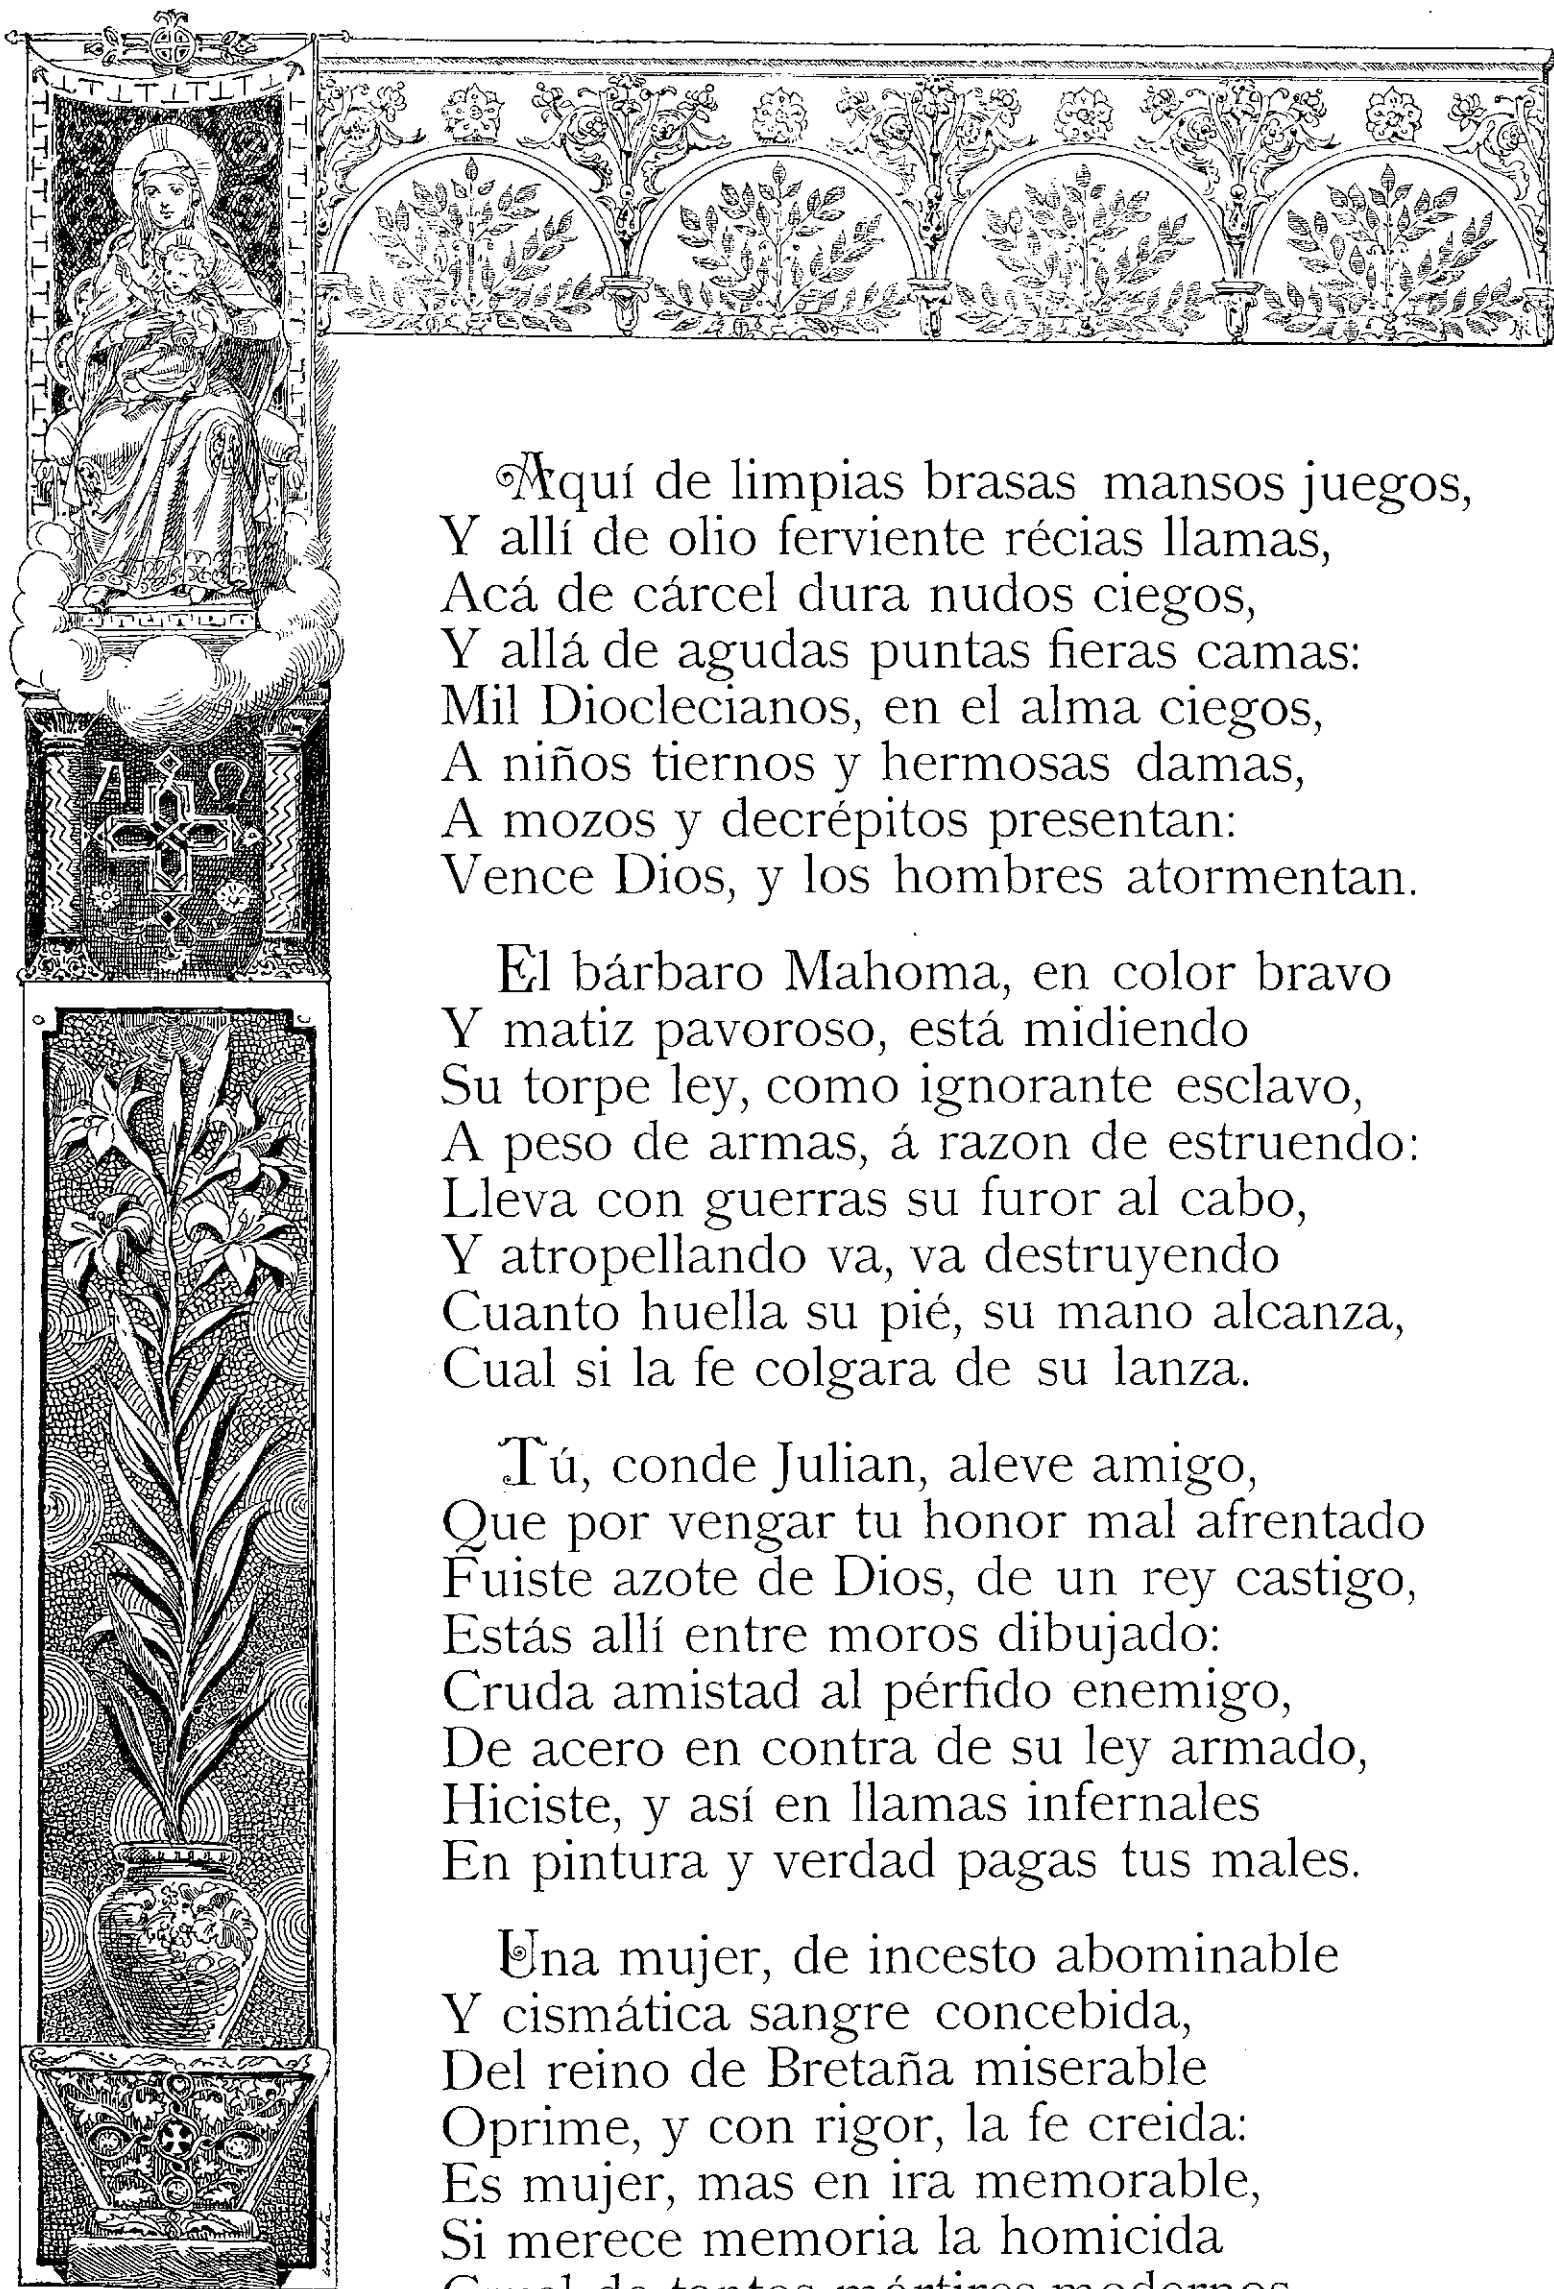 Aquí de limpias brasas mansos juegos,
Y allí de olio ferviente récias llamas,
Acá de cárcel dura nudos ciegos,
Y allá de agudas puntas fieras camas:
Mil Dioclecianos, en el alma ciegos,
A niños tiernos y hermosas damas,
A mozos y decrépitos presentan:
Vence Dios, y los hombres atormentan.
El bárbaro Mahoma, en color bravo
Y matiz pavoroso, está midiendo
Su torpe ley, como ignorante esclavo,
A peso de armas, á razon de estruendo:
Lleva con guerras su furor al cabo,
Y atropellando va, va destruyendo
Cuanto huella su pié, su mano alcanza,
Cual si la fe colgara de su lanza.
Tú, conde Julian, aleve amigo,
Que por vengar tu honor mal afrentado
Fuiste azote de Dios, de un rey castigo,
Estás allí entre moros dibujado:
Cruda amistad al pérfido enemigo,
De acero en contra de su ley armado,
Hiciste, y así en llamas infernales
En pintura y verdad pagas tus males.
Una mujer, de incesto abominable
Y cismática sangre concebida,
Del reino de Bretaña miserable
Oprime, y con rigor, la fe creida:
Es mujer, mas en ira memorable,
Si merece memoria la homicida
Cruel de tantos mártires modernos
A Ω